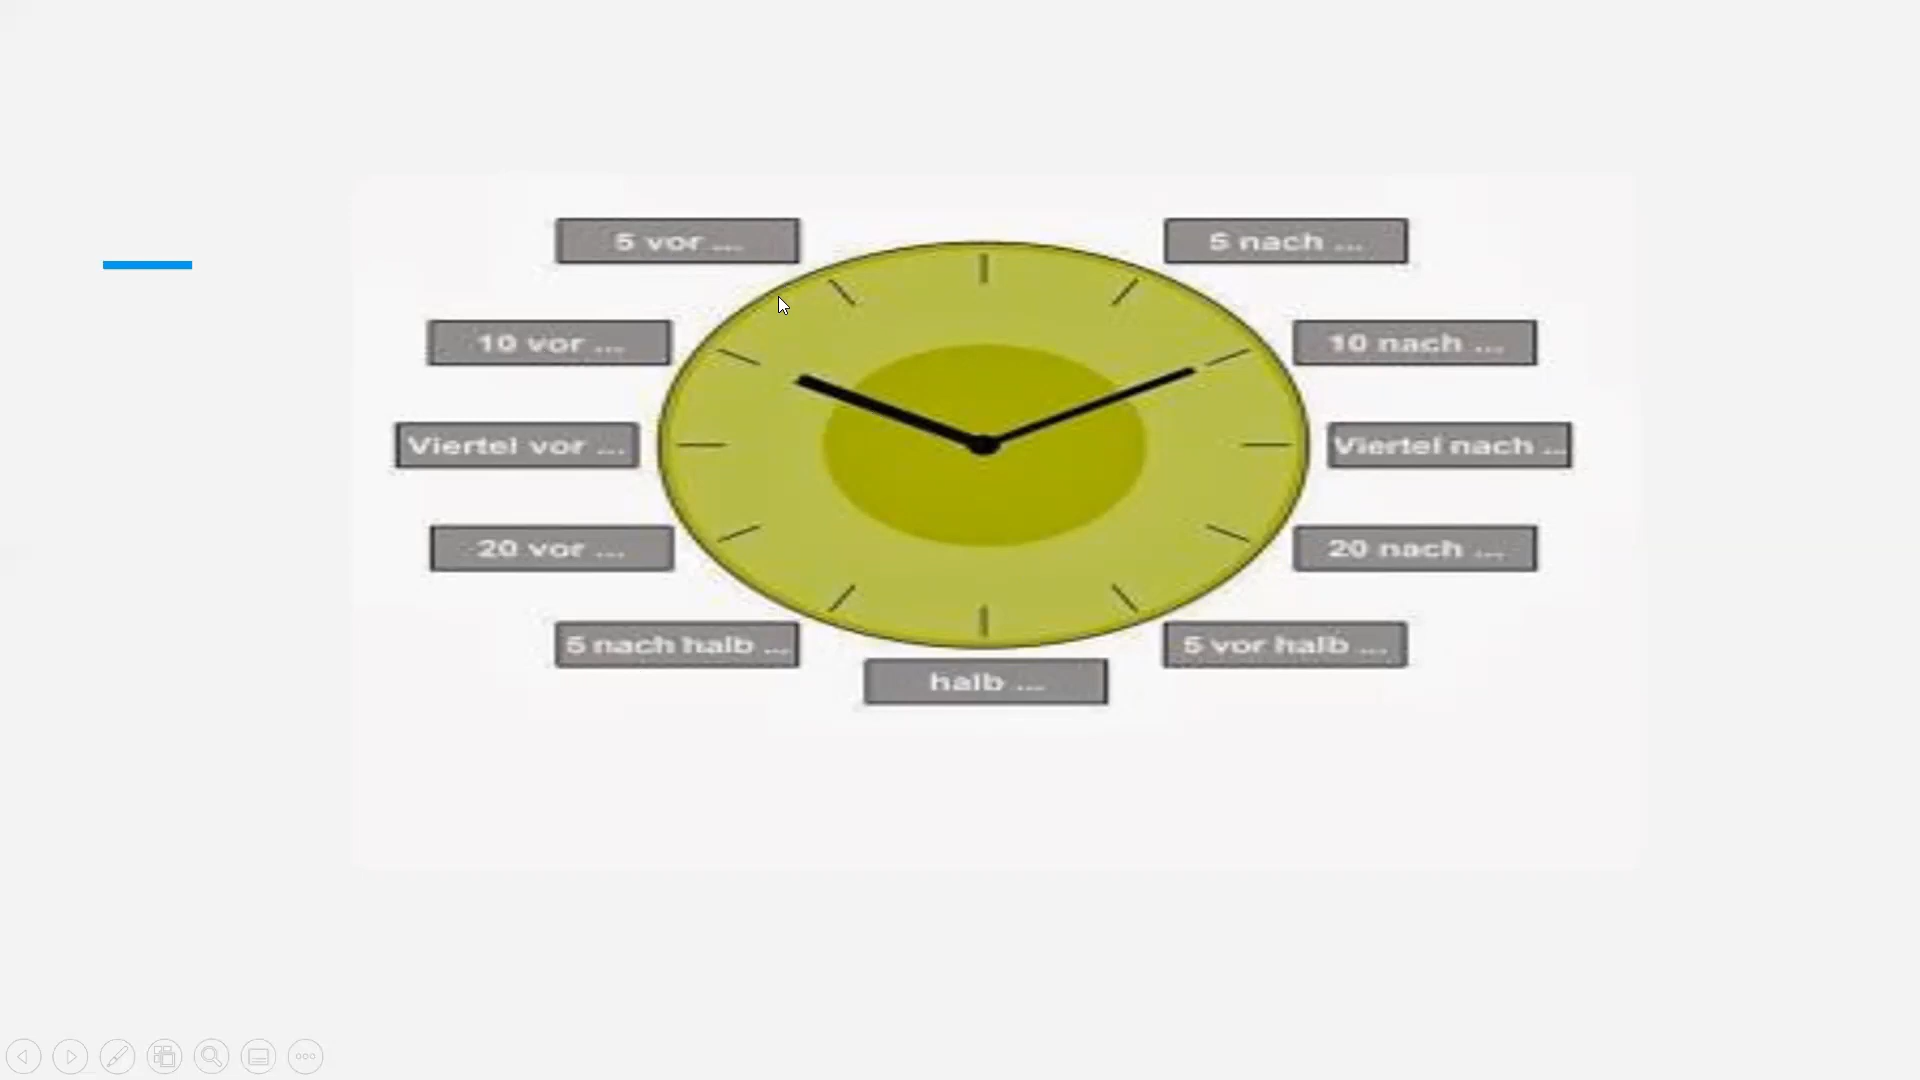 5 vor ...
5 nach ...
10 vor ...
10 nach ...
Viertel vor ...
Viertel nach ...
20 vor ...
20 nach ...
5 nach halb ...
5 vor halb ...
halb ...